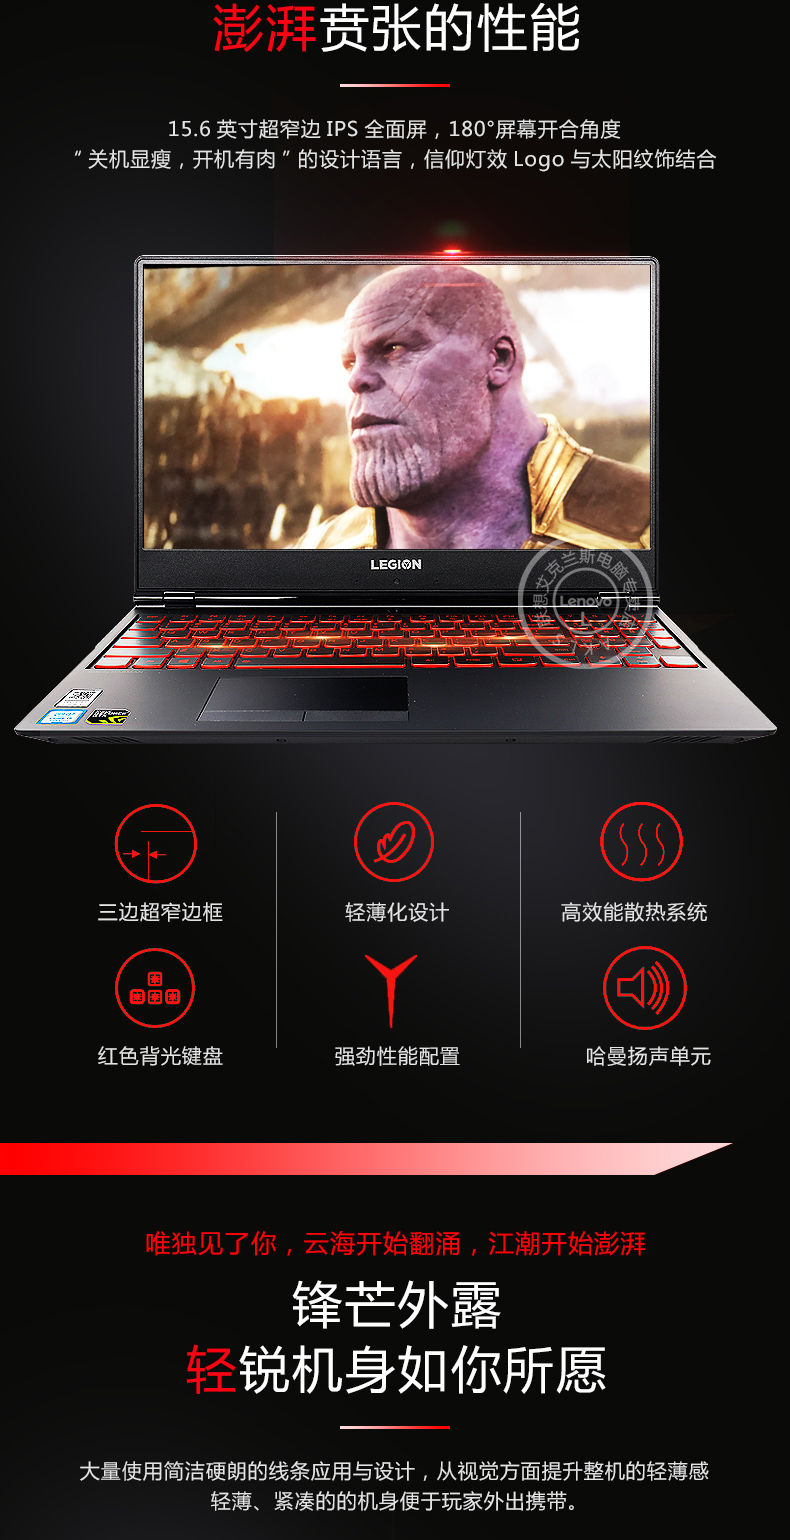 澎湃贲张的性能
15.6 英寸超窄边 IPS 全面屏，180°屏幕开合角度
“ 关机显瘦，开机有肉 ” 的设计语言，信仰灯效 Logo 与太阳纹饰结合
LEGION
Lenovo
三边超窄边框
轻薄化设计
高效能散热系统
红色背光键盘
强劲性能配置
哈曼扬声单元
唯独见了你，云海开始翻涌，江潮开始澎湃
锋芒外露
轻锐机身如你所愿
大量使用简洁硬朗的线条应用与设计，从视觉方面提升整机的轻薄感
轻薄、紧凑的的机身便于玩家外出携带。